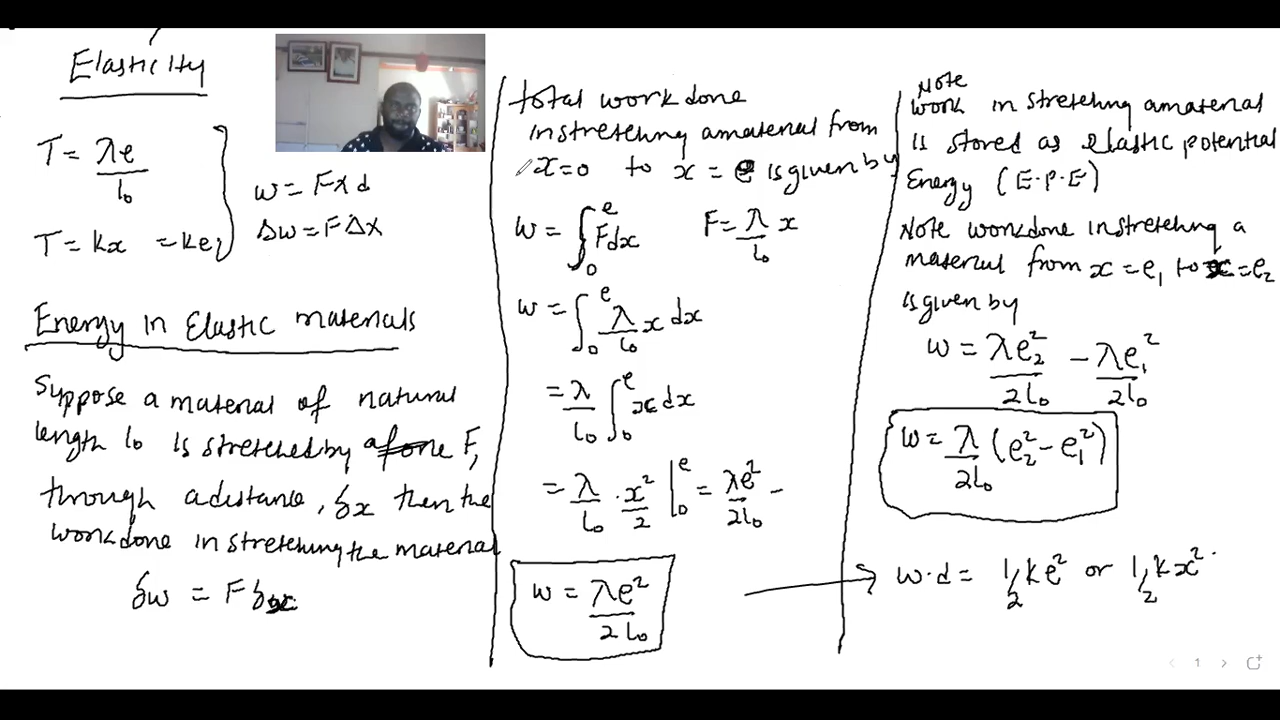 Elasticity
T = λe/l₀
T = kx = ke
w = F x d
Δw = FΔx
Energy in Elastic materials
Suppose a material of natural
length l₀ is stretched by a force F,
through a distance, δx then the
workdone in stretching the material
δw = Fδx
total work done
in stretching a material from
x=0 to x = e is given by
w = ∫₀ᵉ Fdx F = λ/l₀ x
w = ∫₀ᵉ λ/l₀ x dx
= λ/l₀ ∫₀ᵉ x dx
= λ/l₀ · x²/2 |₀ᵉ = λe²/2l₀ -
w = λe²/2l₀
Note
work in stretching a material
is stored as elastic potential
Energy (E.P.E)
Note workdone in stretching a
material from x = e₁ to x = e₂
is given by
w = λe₂²/2l₀ - λe₁²/2l₀
w = λ/2l₀ (e₂² - e₁²)
w.d = 1/2 ke² or 1/2 kx².
1